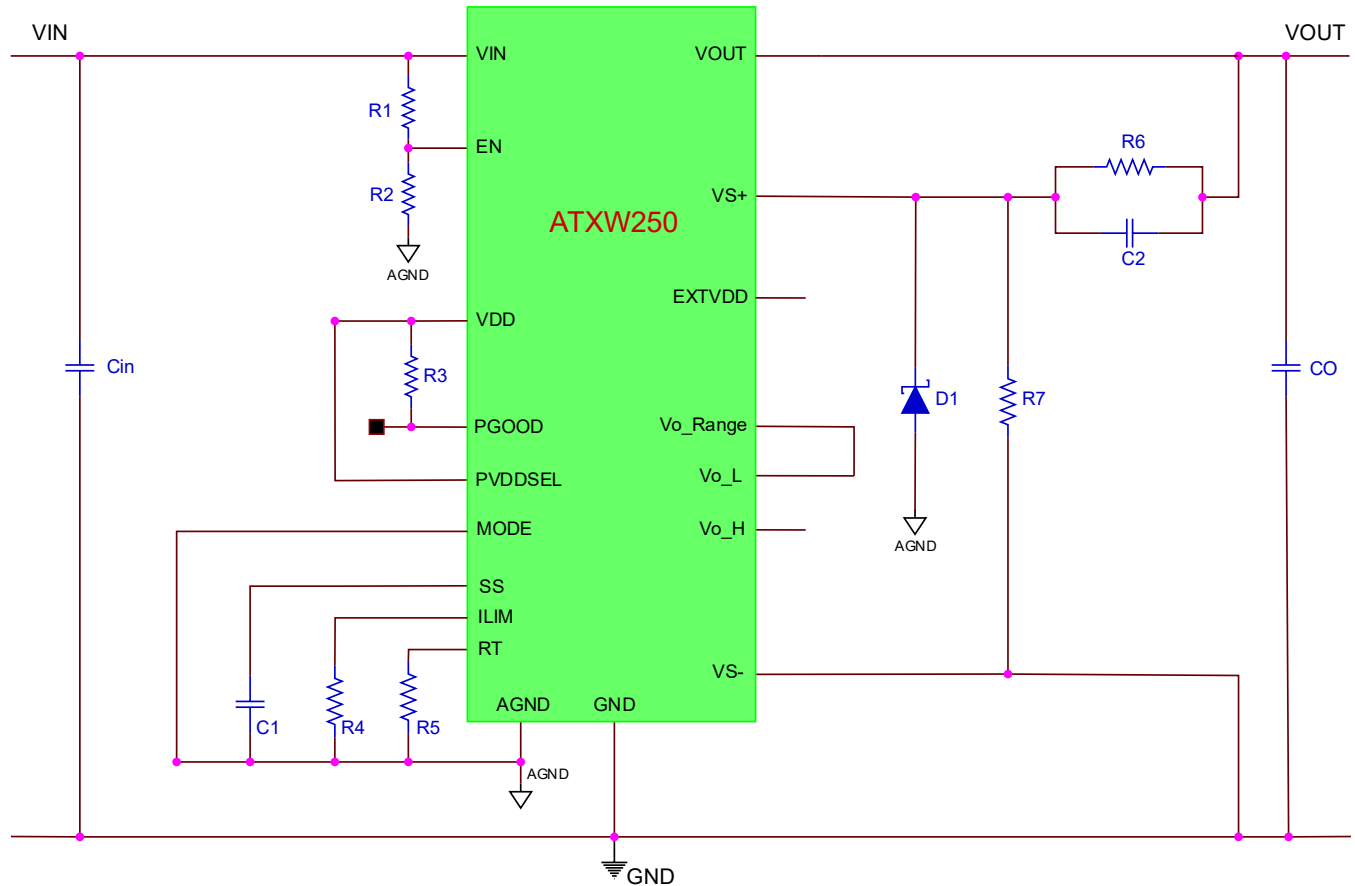 VIN
VOUT
VIN
VOUT
R1
R6
EN
R2
VS+
ATXW250
C2
AGND
EXTVDD
VDD
Cin
R3
CO
D1
R7
PGOOD
Vo_Range
PVDDSEL
Vo_L
MODE
Vo_H
AGND
SS
ILIM
RT
VS-
AGND
GND
C1
R4
R5
AGND
GND